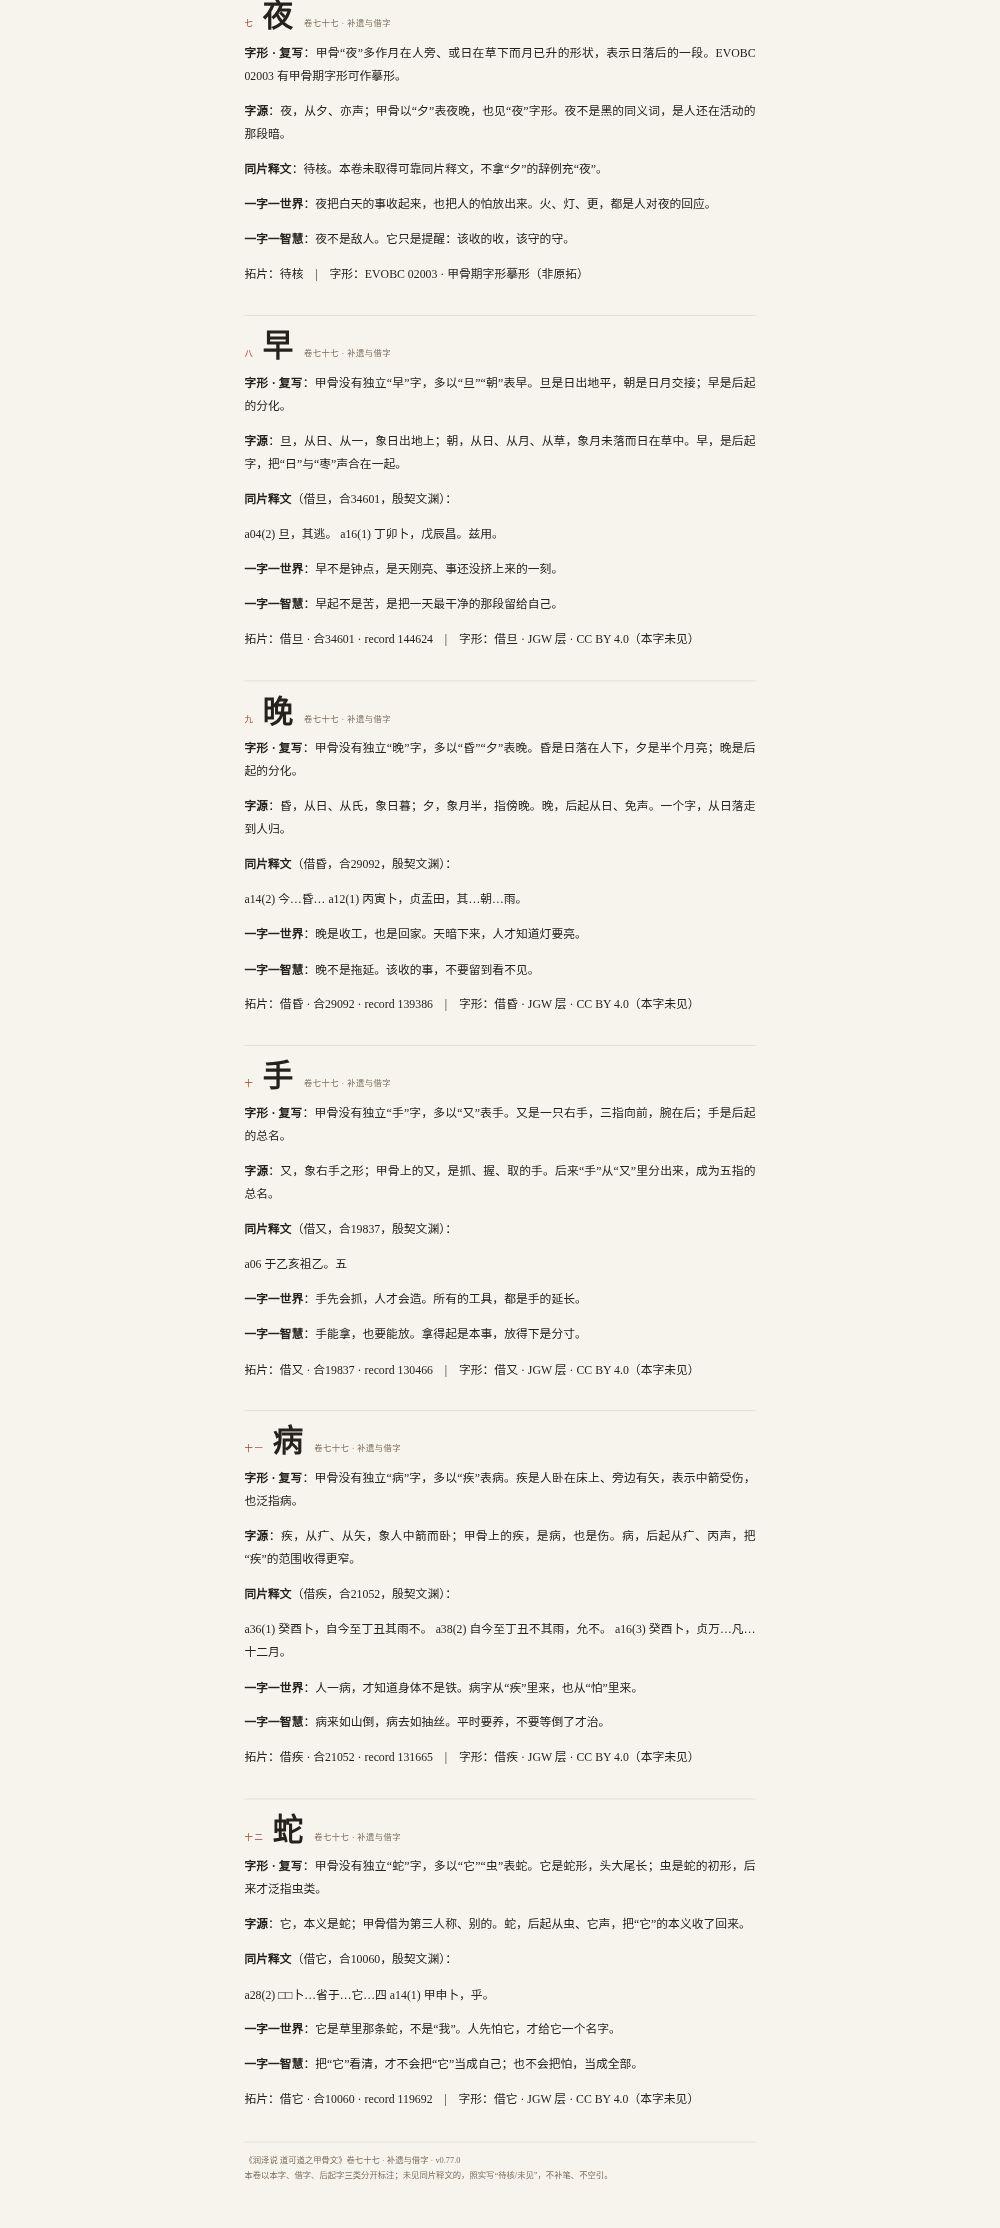 七 夜 卷七十七 · 补遗与借字
字形 · 复写：甲骨“夜”多作月在人旁、或日在草下而月已升的形状，表示日落后的一段。EVOBC
02003 有甲骨期字形可作摹形。
字源：夜，从夕、亦声；甲骨以“夕”表夜晚，也见“夜”字形。夜不是黑的同义词，是人还在活动的
那段暗。
同片释文：待核。本卷未取得可靠同片释文，不拿“夕”的辞例充“夜”。
一字一世界：夜把白天的事收起来，也把人的怕放出来。火、灯、更，都是人对夜的回应。
一字一智慧：夜不是敌人。它只是提醒：该收的收，该守的守。
拓片：待核 | 字形：EVOBC 02003 · 甲骨期字形摹形（非原拓）
八 早 卷七十七 · 补遗与借字
字形 · 复写：甲骨没有独立“早”字，多以“旦”“朝”表早。旦是日出地平，朝是日月交接；早是后起
的分化。
字源：旦，从日、从一，象日出地上；朝，从日、从月、从草，象月未落而日在草中。早，是后起
字，把“日”与“枣”声合在一起。
同片释文（借旦，合34601，殷契文渊）：
a04(2) 旦，其逃。 a16(1) 丁卯卜，戊辰昌。兹用。
一字一世界：早不是钟点，是天刚亮、事还没挤上来的一刻。
一字一智慧：早起不是苦，是把一天最干净的那段留给自己。
拓片：借旦 · 合34601 · record 144624 | 字形：借旦 · JGW 层 · CC BY 4.0（本字未见）
九 晚 卷七十七 · 补遗与借字
字形 · 复写：甲骨没有独立“晚”字，多以“昏”“夕”表晚。昏是日落在人下，夕是半个月亮；晚是后
起的分化。
字源：昏，从日、从氏，象日暮；夕，象月半，指傍晚。晚，后起从日、免声。一个字，从日落走
到人归。
同片释文（借昏，合29092，殷契文渊）：
a14(2) 今…昏… a12(1) 丙寅卜，贞盂田，其…朝…雨。
一字一世界：晚是收工，也是回家。天暗下来，人才知道灯要亮。
一字一智慧：晚不是拖延。该收的事，不要留到看不见。
拓片：借昏 · 合29092 · record 139386 | 字形：借昏 · JGW 层 · CC BY 4.0（本字未见）
十 手 卷七十七 · 补遗与借字
字形 · 复写：甲骨没有独立“手”字，多以“又”表手。又是一只右手，三指向前，腕在后；手是后起
的总名。
字源：又，象右手之形；甲骨上的又，是抓、握、取的手。后来“手”从“又”里分出来，成为五指的
总名。
同片释文（借又，合19837，殷契文渊）：
a06 于乙亥祖乙。五
一字一世界：手先会抓，人才会造。所有的工具，都是手的延长。
一字一智慧：手能拿，也要能放。拿得起是本事，放得下是分寸。
拓片：借又 · 合19837 · record 130466 | 字形：借又 · JGW 层 · CC BY 4.0（本字未见）
十一 病 卷七十七 · 补遗与借字
字形 · 复写：甲骨没有独立“病”字，多以“疾”表病。疾是人卧在床上、旁边有矢，表示中箭受伤，
也泛指病。
字源：疾，从疒、从矢，象人中箭而卧；甲骨上的疾，是病，也是伤。病，后起从疒、丙声，把
“疾”的范围收得更窄。
同片释文（借疾，合21052，殷契文渊）：
a36(1) 癸酉卜，自今至丁丑其雨不。 a38(2) 自今至丁丑不其雨，允不。 a16(3) 癸酉卜，贞万…凡…
十二月。
一字一世界：人一病，才知道身体不是铁。病字从“疾”里来，也从“怕”里来。
一字一智慧：病来如山倒，病去如抽丝。平时要养，不要等倒了才治。
拓片：借疾 · 合21052 · record 131665 | 字形：借疾 · JGW 层 · CC BY 4.0（本字未见）
十二 蛇 卷七十七 · 补遗与借字
字形 · 复写：甲骨没有独立“蛇”字，多以“它”“虫”表蛇。它是蛇形，头大尾长；虫是蛇的初形，后
来才泛指虫类。
字源：它，本义是蛇；甲骨借为第三人称、别的。蛇，后起从虫、它声，把“它”的本义收了回来。
同片释文（借它，合10060，殷契文渊）：
a28(2) □□卜…省于…它…四 a14(1) 甲申卜，乎。
一字一世界：它是草里那条蛇，不是“我”。人先怕它，才给它一个名字。
一字一智慧：把“它”看清，才不会把“它”当成自己；也不会把怕，当成全部。
拓片：借它 · 合10060 · record 119692 | 字形：借它 · JGW 层 · CC BY 4.0（本字未见）
《润泽说 道可道之甲骨文》卷七十七 · 补遗与借字 · v0.77.0
本卷以本字、借字、后起字三类分开标注；未见同片释文的，照实写“待核/未见”，不补笔、不空引。